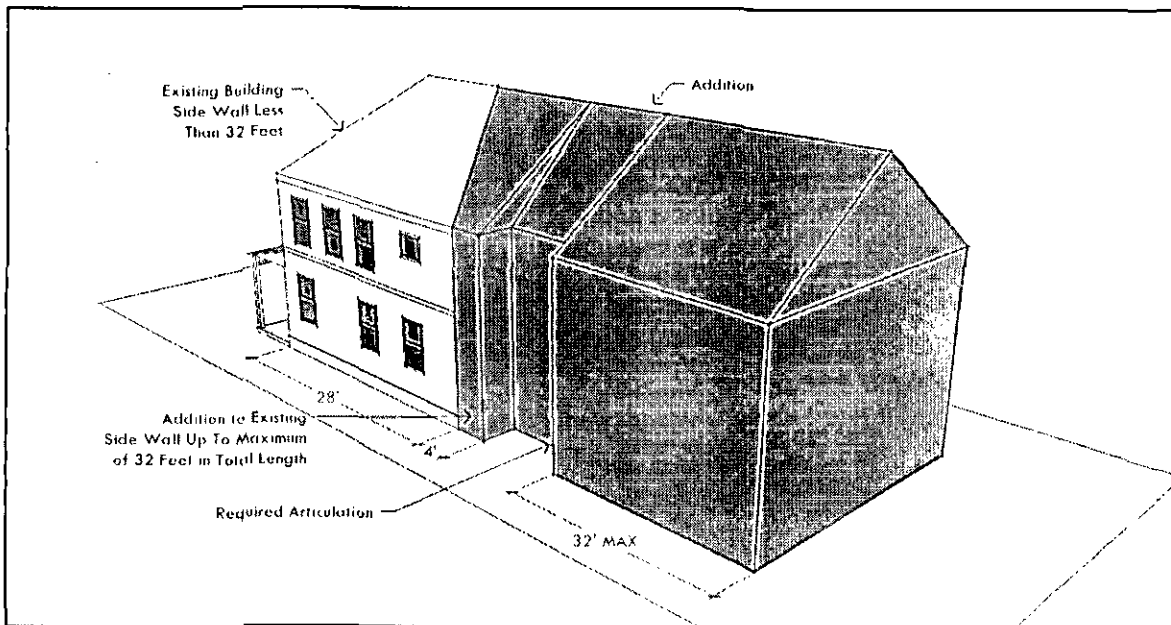 Existing Building
Side Wall Less
Than 32 Feet
Addition
28'
Addition to Existing
Side Wall Up To Maximum
of 32 Feet in Total Length
4'
Required Articulation
32' MAX